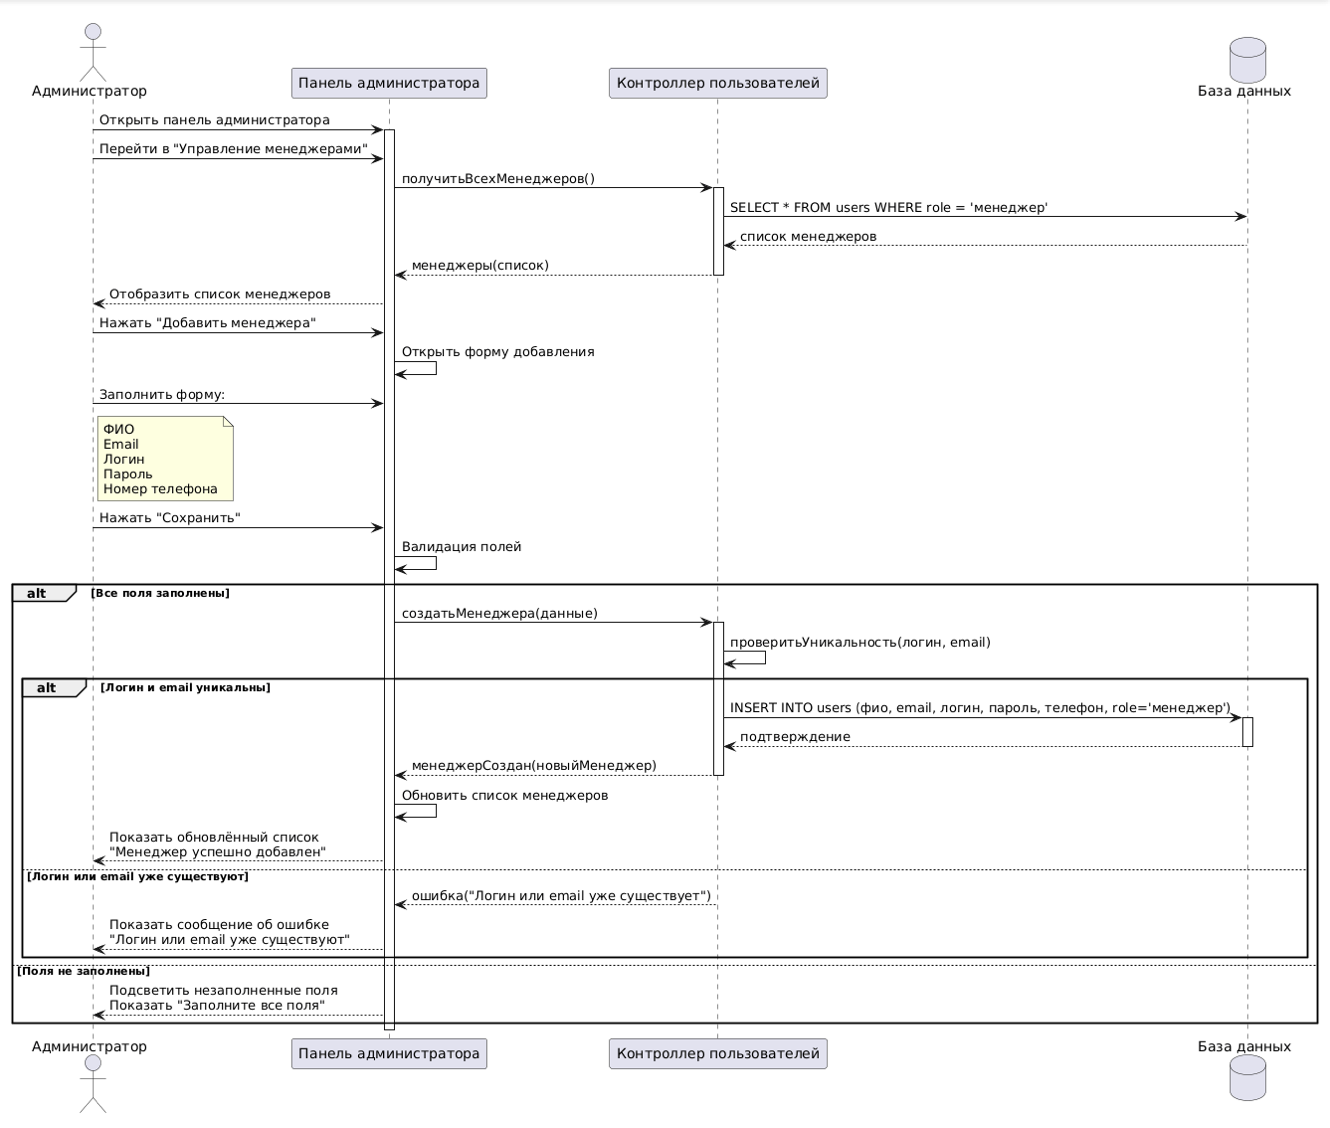 Администратор
Панель администратора
Контроллер пользователей
База данных
Открыть панель администратора
Перейти в "Управление менеджерами"
получитьВсехМенеджеров()
SELECT * FROM users WHERE role = 'менеджер'
список менеджеров
менеджеры(список)
Отобразить список менеджеров
Нажать "Добавить менеджера"
Открыть форму добавления
Заполнить форму:
ФИО
Email
Логин
Пароль
Номер телефона
Нажать "Сохранить"
Валидация полей
alt
[Все поля заполнены]
создатьМенеджера(данные)
проверитьУникальность(логин, email)
alt
[Логин и email уникальны]
INSERT INTO users (фио, email, логин, пароль, телефон, role='менеджер')
подтверждение
менеджерСоздан(новыйМенеджер)
Обновить список менеджеров
Показать обновлённый список
"Менеджер успешно добавлен"
[Логин или email уже существуют]
ошибка("Логин или email уже существует")
Показать сообщение об ошибке
"Логин или email уже существуют"
[Поля не заполнены]
Подсветить незаполненные поля
Показать "Заполните все поля"
Администратор
Панель администратора
Контроллер пользователей
База данных